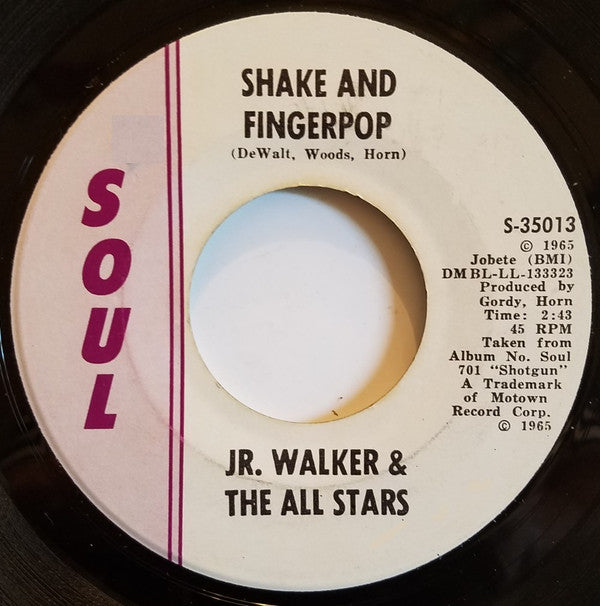 SHAKE AND
FINGERPOP
(DeWalt, Woods, Horn)
SOUL
S-35013
© 1965
Jobete (BMI)
DMBL-LL-133323
Produced by
Gordy, Horn
Time: 2:43
45 RPM
Taken from
Album No. Soul
701 "Shotgun"
A Trademark
of Motown
Record Corp.
© 1965
JR. WALKER &
THE ALL STARS